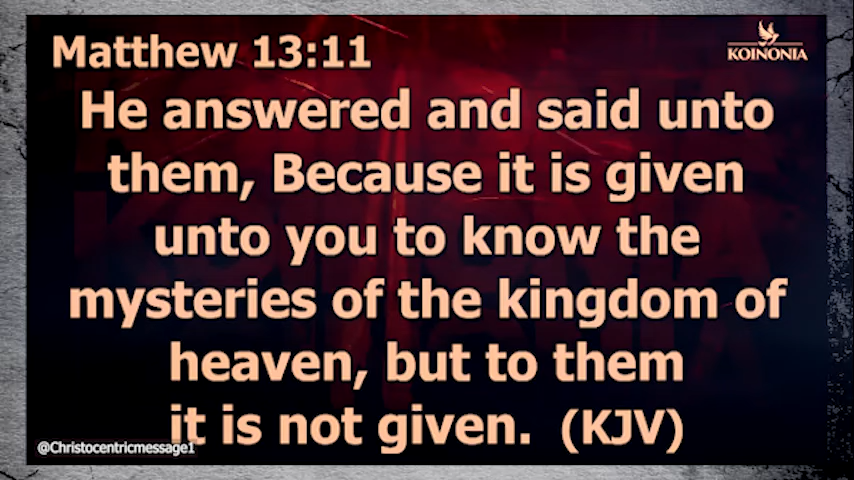 Matthew 13:11
KOINONIA
He answered and said unto
them, Because it is given
unto you to know the
mysteries of the kingdom of
heaven, but to them
it is not given. (KJV)
@Christocentricmessage1